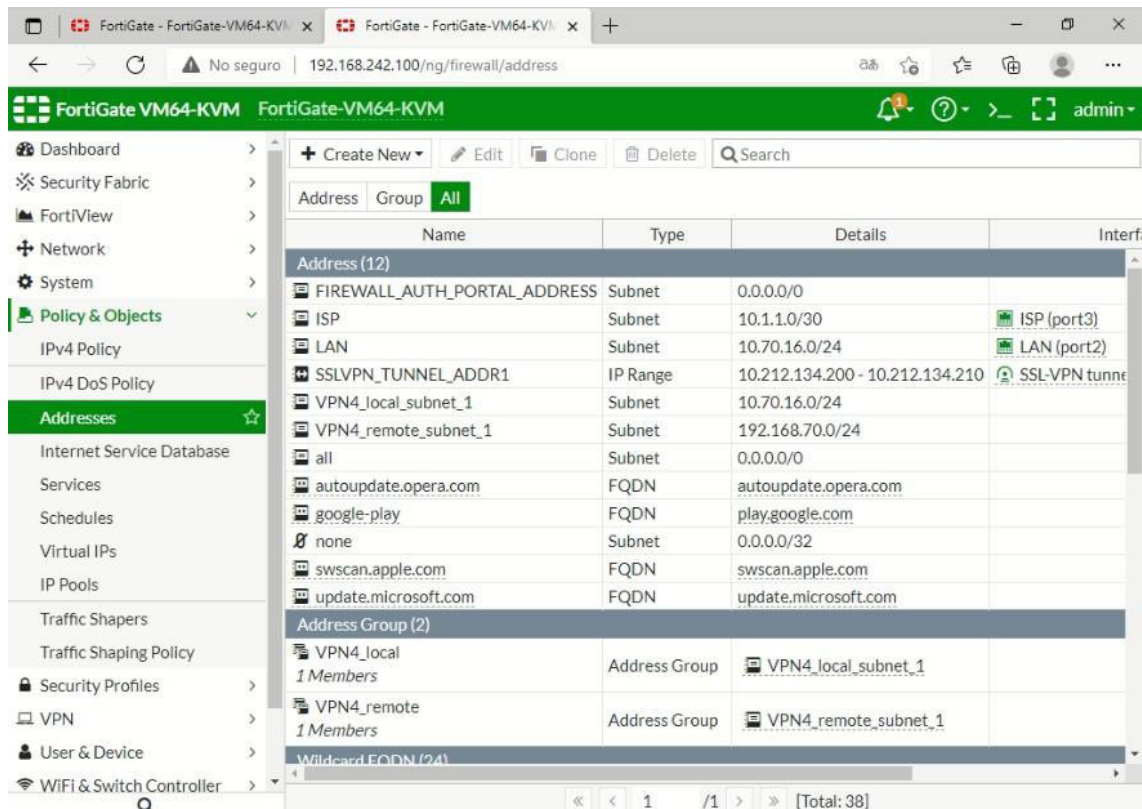 FortiGate - FortiGate-VM64-KVM
FortiGate - FortiGate-VM64-KVM
No seguro 192.168.242.100/ng/firewall/address
FortiGate VM64-KVM FortiGate-VM64-KVM 1 admin
Dashboard
Security Fabric
FortiView
Network
System
Policy & Objects
IPv4 Policy
IPv4 DoS Policy
Addresses
Internet Service Database
Services
Schedules
Virtual IPs
IP Pools
Traffic Shapers
Traffic Shaping Policy
Security Profiles
VPN
User & Device
WiFi & Switch Controller
+ Create New Edit Clone Delete Search
Address Group All
Name Type Details Interf
Address (12)
FIREWALL_AUTH_PORTAL_ADDRESS Subnet 0.0.0.0/0
ISP Subnet 10.1.1.0/30 ISP (port3)
LAN Subnet 10.70.16.0/24 LAN (port2)
SSLVPN_TUNNEL_ADDR1 IP Range 10.212.134.200 - 10.212.134.210 SSL-VPN tunne
VPN4_local_subnet_1 Subnet 10.70.16.0/24
VPN4_remote_subnet_1 Subnet 192.168.70.0/24
all Subnet 0.0.0.0/0
autoupdate.opera.com FQDN autoupdate.opera.com
google-play FQDN play.google.com
none Subnet 0.0.0.0/32
swscan.apple.com FQDN swscan.apple.com
update.microsoft.com FQDN update.microsoft.com
Address Group (2)
VPN4_local
1 Members
Address Group VPN4_local_subnet_1
VPN4_remote
1 Members
Address Group VPN4_remote_subnet_1
Wildcard FQDN (24)
1 /1 [Total: 38]